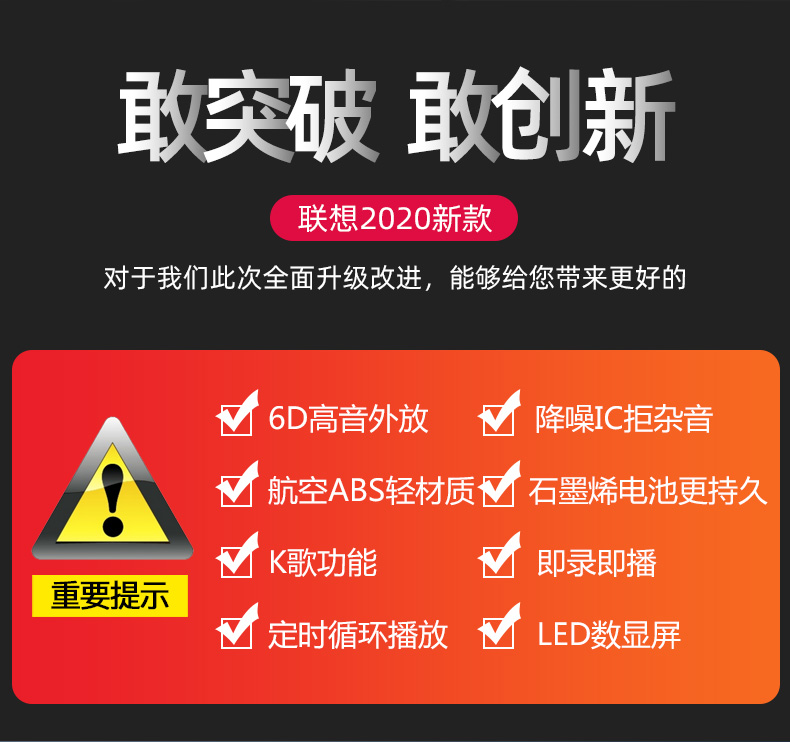 敢突破 敢创新
联想2020新款
对于我们此次全面升级改进，能够给您带来更好的
6D高音外放
降噪IC拒杂音
航空ABS轻材质
石墨烯电池更持久
K歌功能
即录即播
定时循环播放
LED数显屏
重要提示